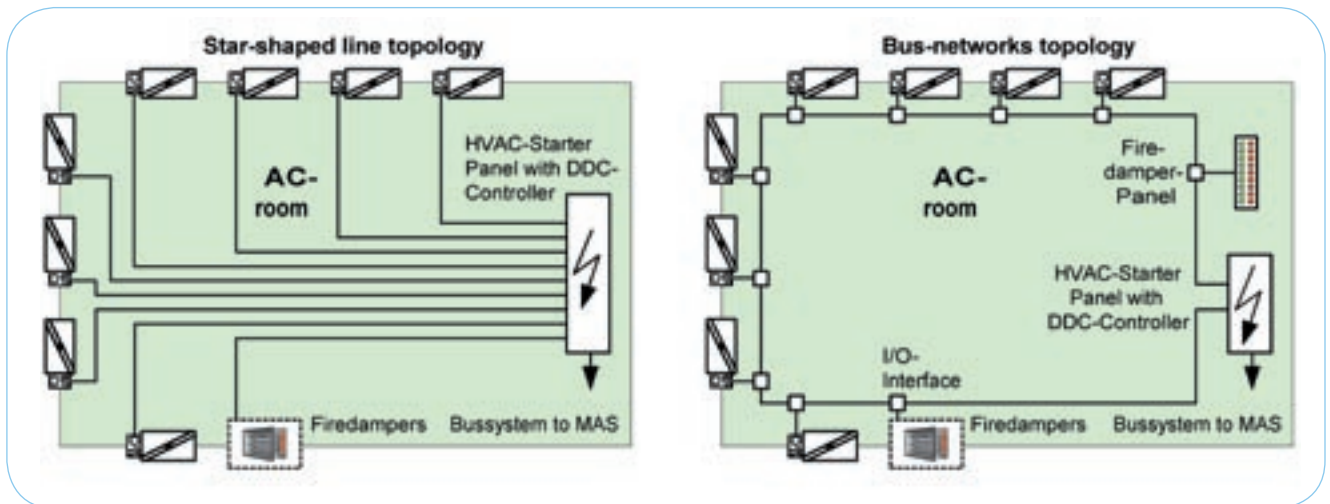 Star-shaped line topology
HVAC-Starter
Panel with DDC-
Controller
AC-
room
Firedampers
Bussystem to MAS
Bus-networks topology
Fire-
damper-
Panel
AC-
room
HVAC-Starter
Panel with
DDC-Controller
I/O-
Interface
Firedampers
Bussystem to MAS